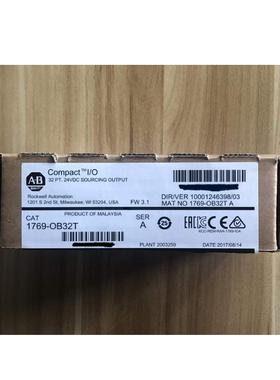 AB
Compact™I/O
32 PT. 24VDC SOURCING OUTPUT
Rockwell Automation
1201 S 2nd St, Milwaukee, WI 53204, USA
FW 3.1
DIR/VER 10001246398/03
MAT NO 1769-OB32T A
PRODUCT OF MALAYSIA
CAT
1769-OB32T
SER
A
25
PLANT 2003259
DATE 2017/08/14